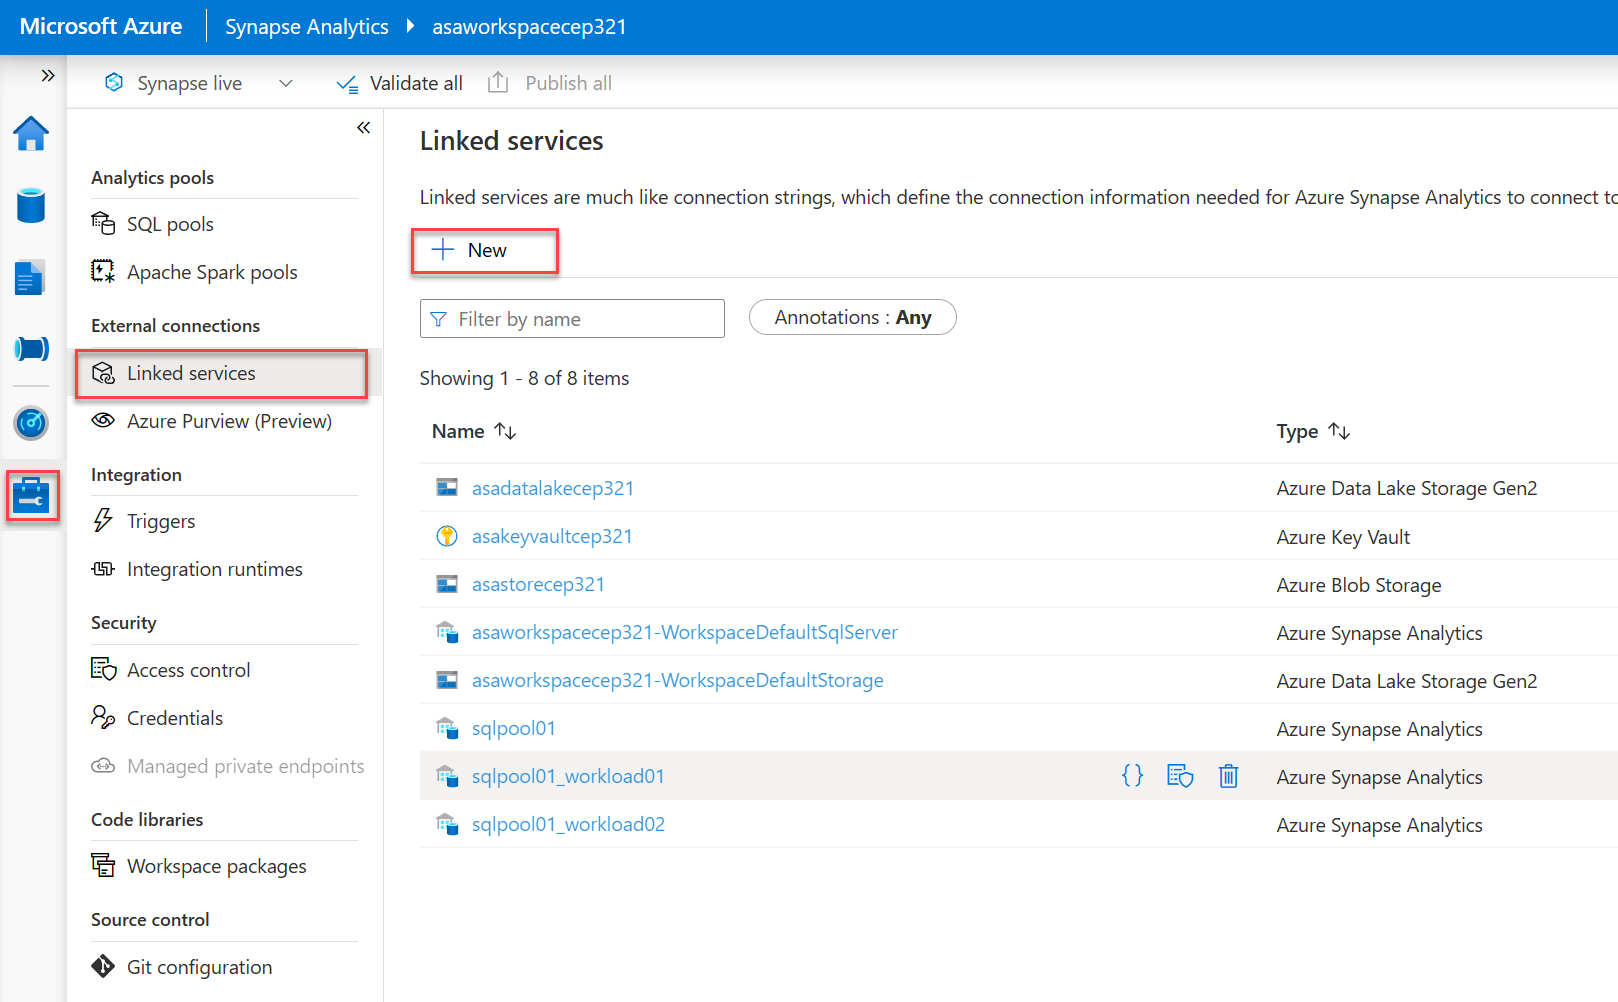 Microsoft Azure
Synapse Analytics
asaworkspacecep321
Synapse live
Validate all
Publish all
Analytics pools
SQL pools
Apache Spark pools
External connections
Linked services
Azure Purview (Preview)
Integration
Triggers
Integration runtimes
Security
Access control
Credentials
Managed private endpoints
Code libraries
Workspace packages
Source control
Git configuration
Linked services
Linked services are much like connection strings, which define the connection information needed for Azure Synapse Analytics to connect to
New
Filter by name
Annotations : Any
Showing 1 - 8 of 8 items
Name Type
asadatalakecep321 Azure Data Lake Storage Gen2
asakeyvaultcep321 Azure Key Vault
asastorecep321 Azure Blob Storage
asaworkspacecep321-WorkspaceDefaultSqlServer Azure Synapse Analytics
asaworkspacecep321-WorkspaceDefaultStorage Azure Data Lake Storage Gen2
sqlpool01 Azure Synapse Analytics
sqlpool01_workload01 Azure Synapse Analytics
sqlpool01_workload02 Azure Synapse Analytics